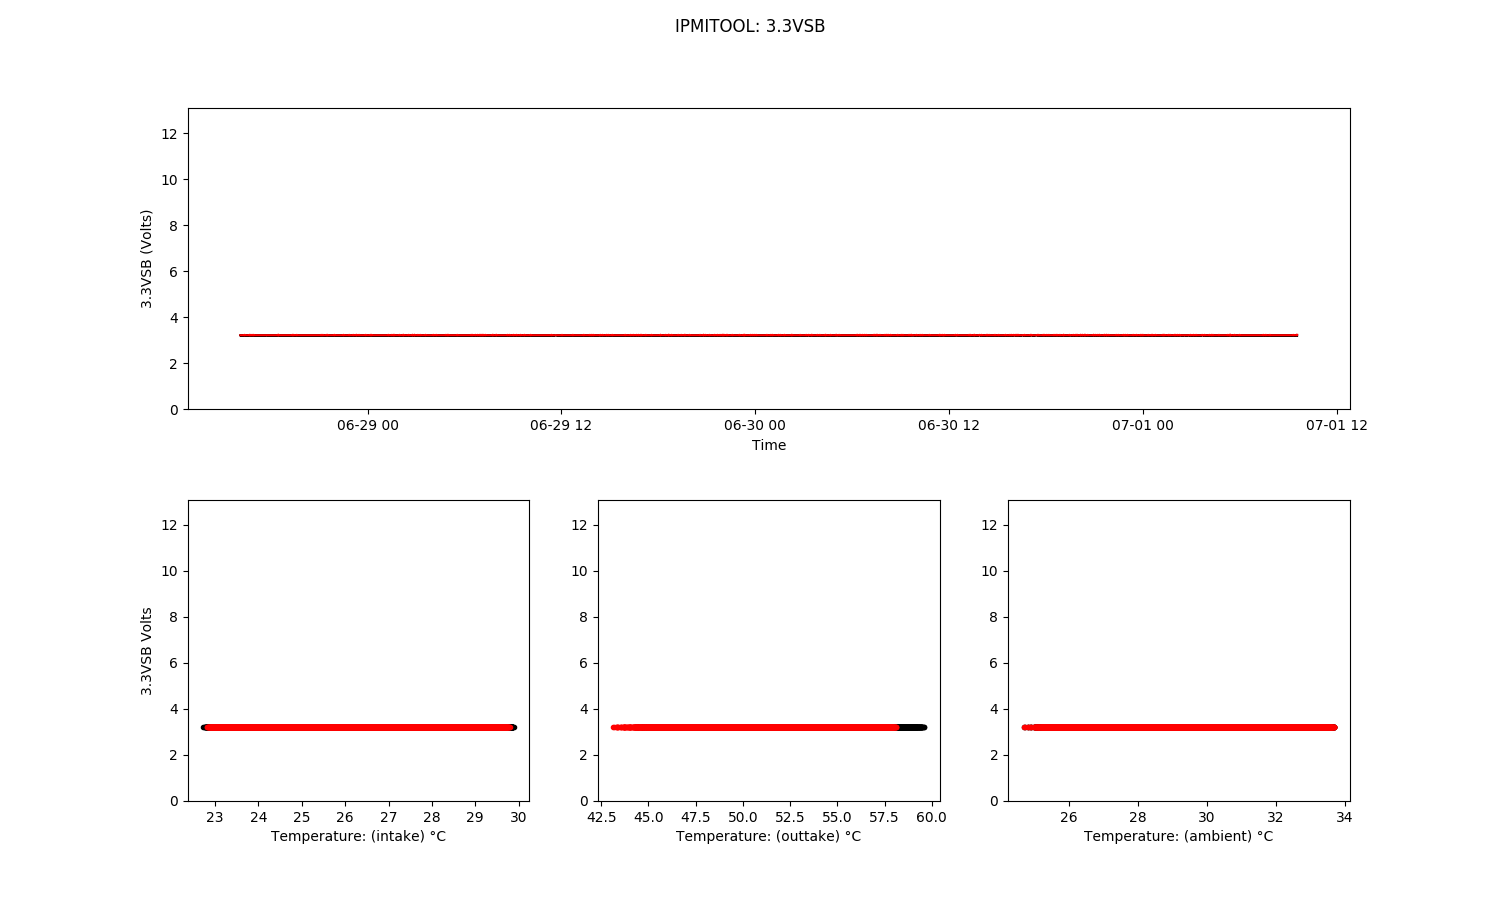 IPMITOOL: 3.3VSB
12
10
8
6
4
2
0
3.3VSB (Volts)
06-29 00 06-29 12 06-30 00 06-30 12 07-01 00 07-01 12
Time
12
10
8
6
4
2
0
3.3VSB Volts
23 24 25 26 27 28 29 30
Temperature: (intake) °C
12
10
8
6
4
2
0
42.5 45.0 47.5 50.0 52.5 55.0 57.5 60.0
Temperature: (outtake) °C
12
10
8
6
4
2
0
26 28 30 32 34
Temperature: (ambient) °C